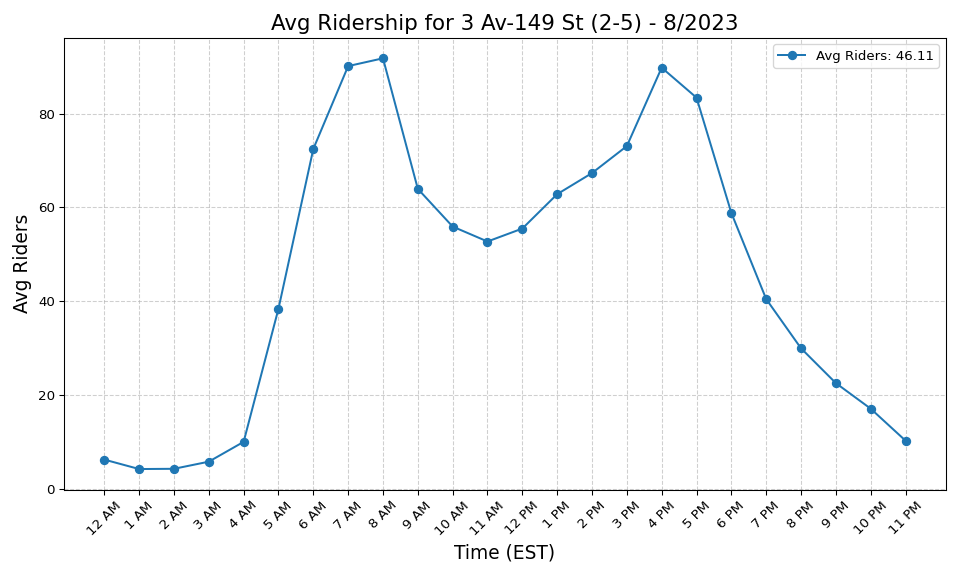 Avg Ridership for 3 Av-149 St (2-5) - 8/2023
Avg Riders: 46.11
Avg Riders
80
60
40
20
0
12 AM
1 AM
2 AM
3 AM
4 AM
5 AM
6 AM
7 AM
8 AM
9 AM
10 AM
11 AM
12 PM
1 PM
2 PM
3 PM
4 PM
5 PM
6 PM
7 PM
8 PM
9 PM
10 PM
11 PM
Time (EST)